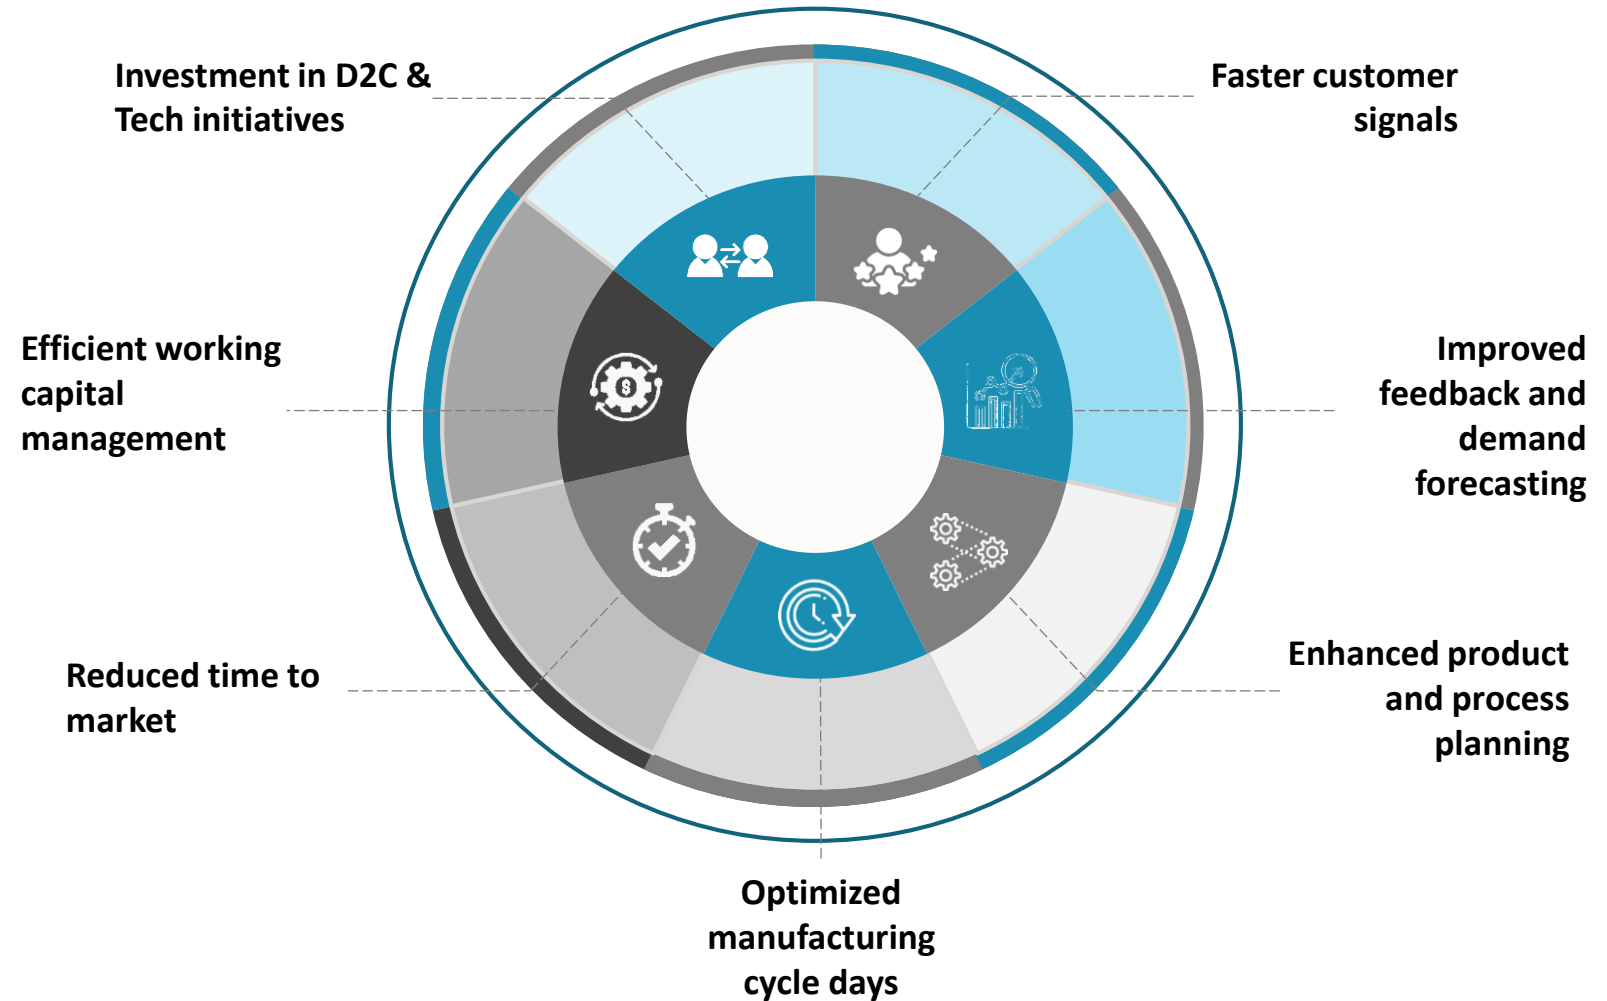 Investment in D2C &
Tech initiatives
Faster customer
signals
Efficient working
capital
management
Improved
feedback and
demand
forecasting
Reduced time to
market
Enhanced product
and process
planning
Optimized
manufacturing
cycle days
$